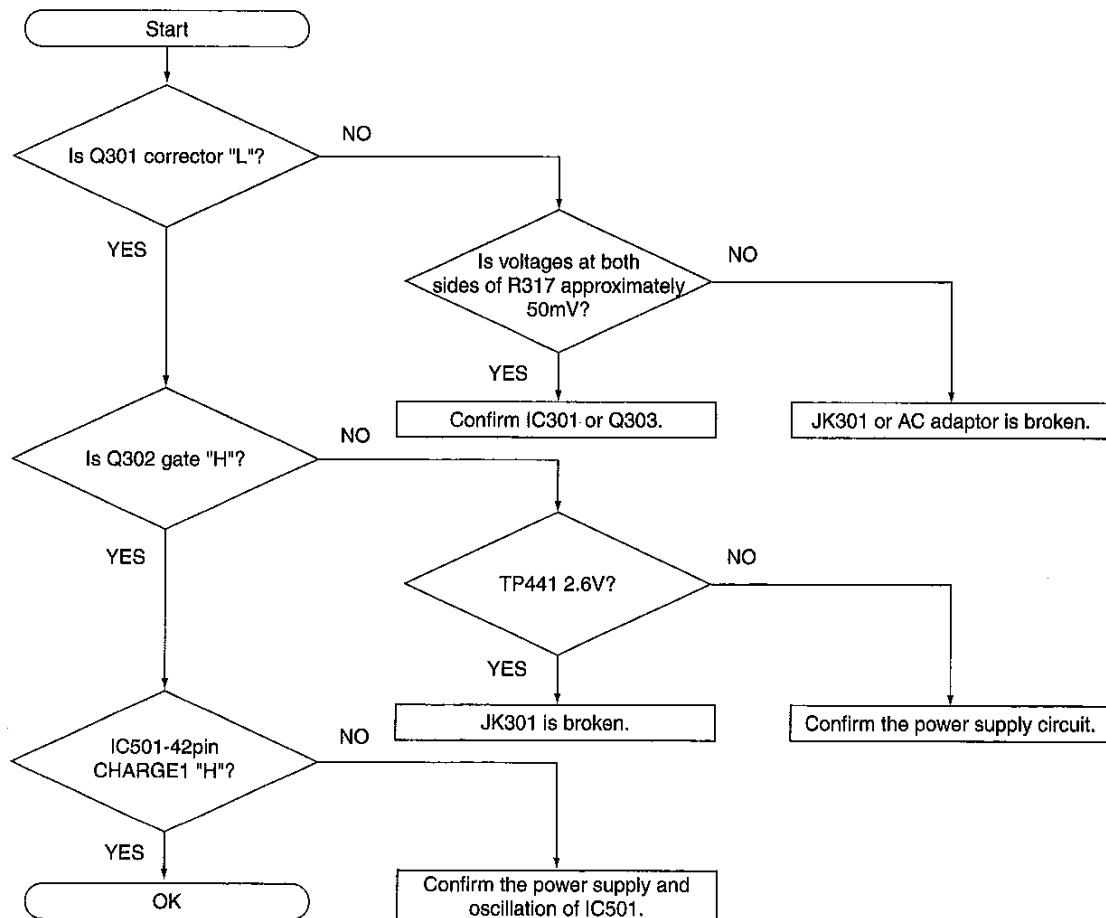 Start
Is Q301 corrector "L"?
NO
YES
Is voltages at both
sides of R317 approximately
50mV?
NO
YES
Confirm IC301 or Q303.
JK301 or AC adaptor is broken.
Is Q302 gate "H"?
NO
YES
TP441 2.6V?
NO
YES
JK301 is broken.
Confirm the power supply circuit.
IC501-42pin
CHARGE1 "H"?
NO
YES
OK
Confirm the power supply and
oscillation of IC501.